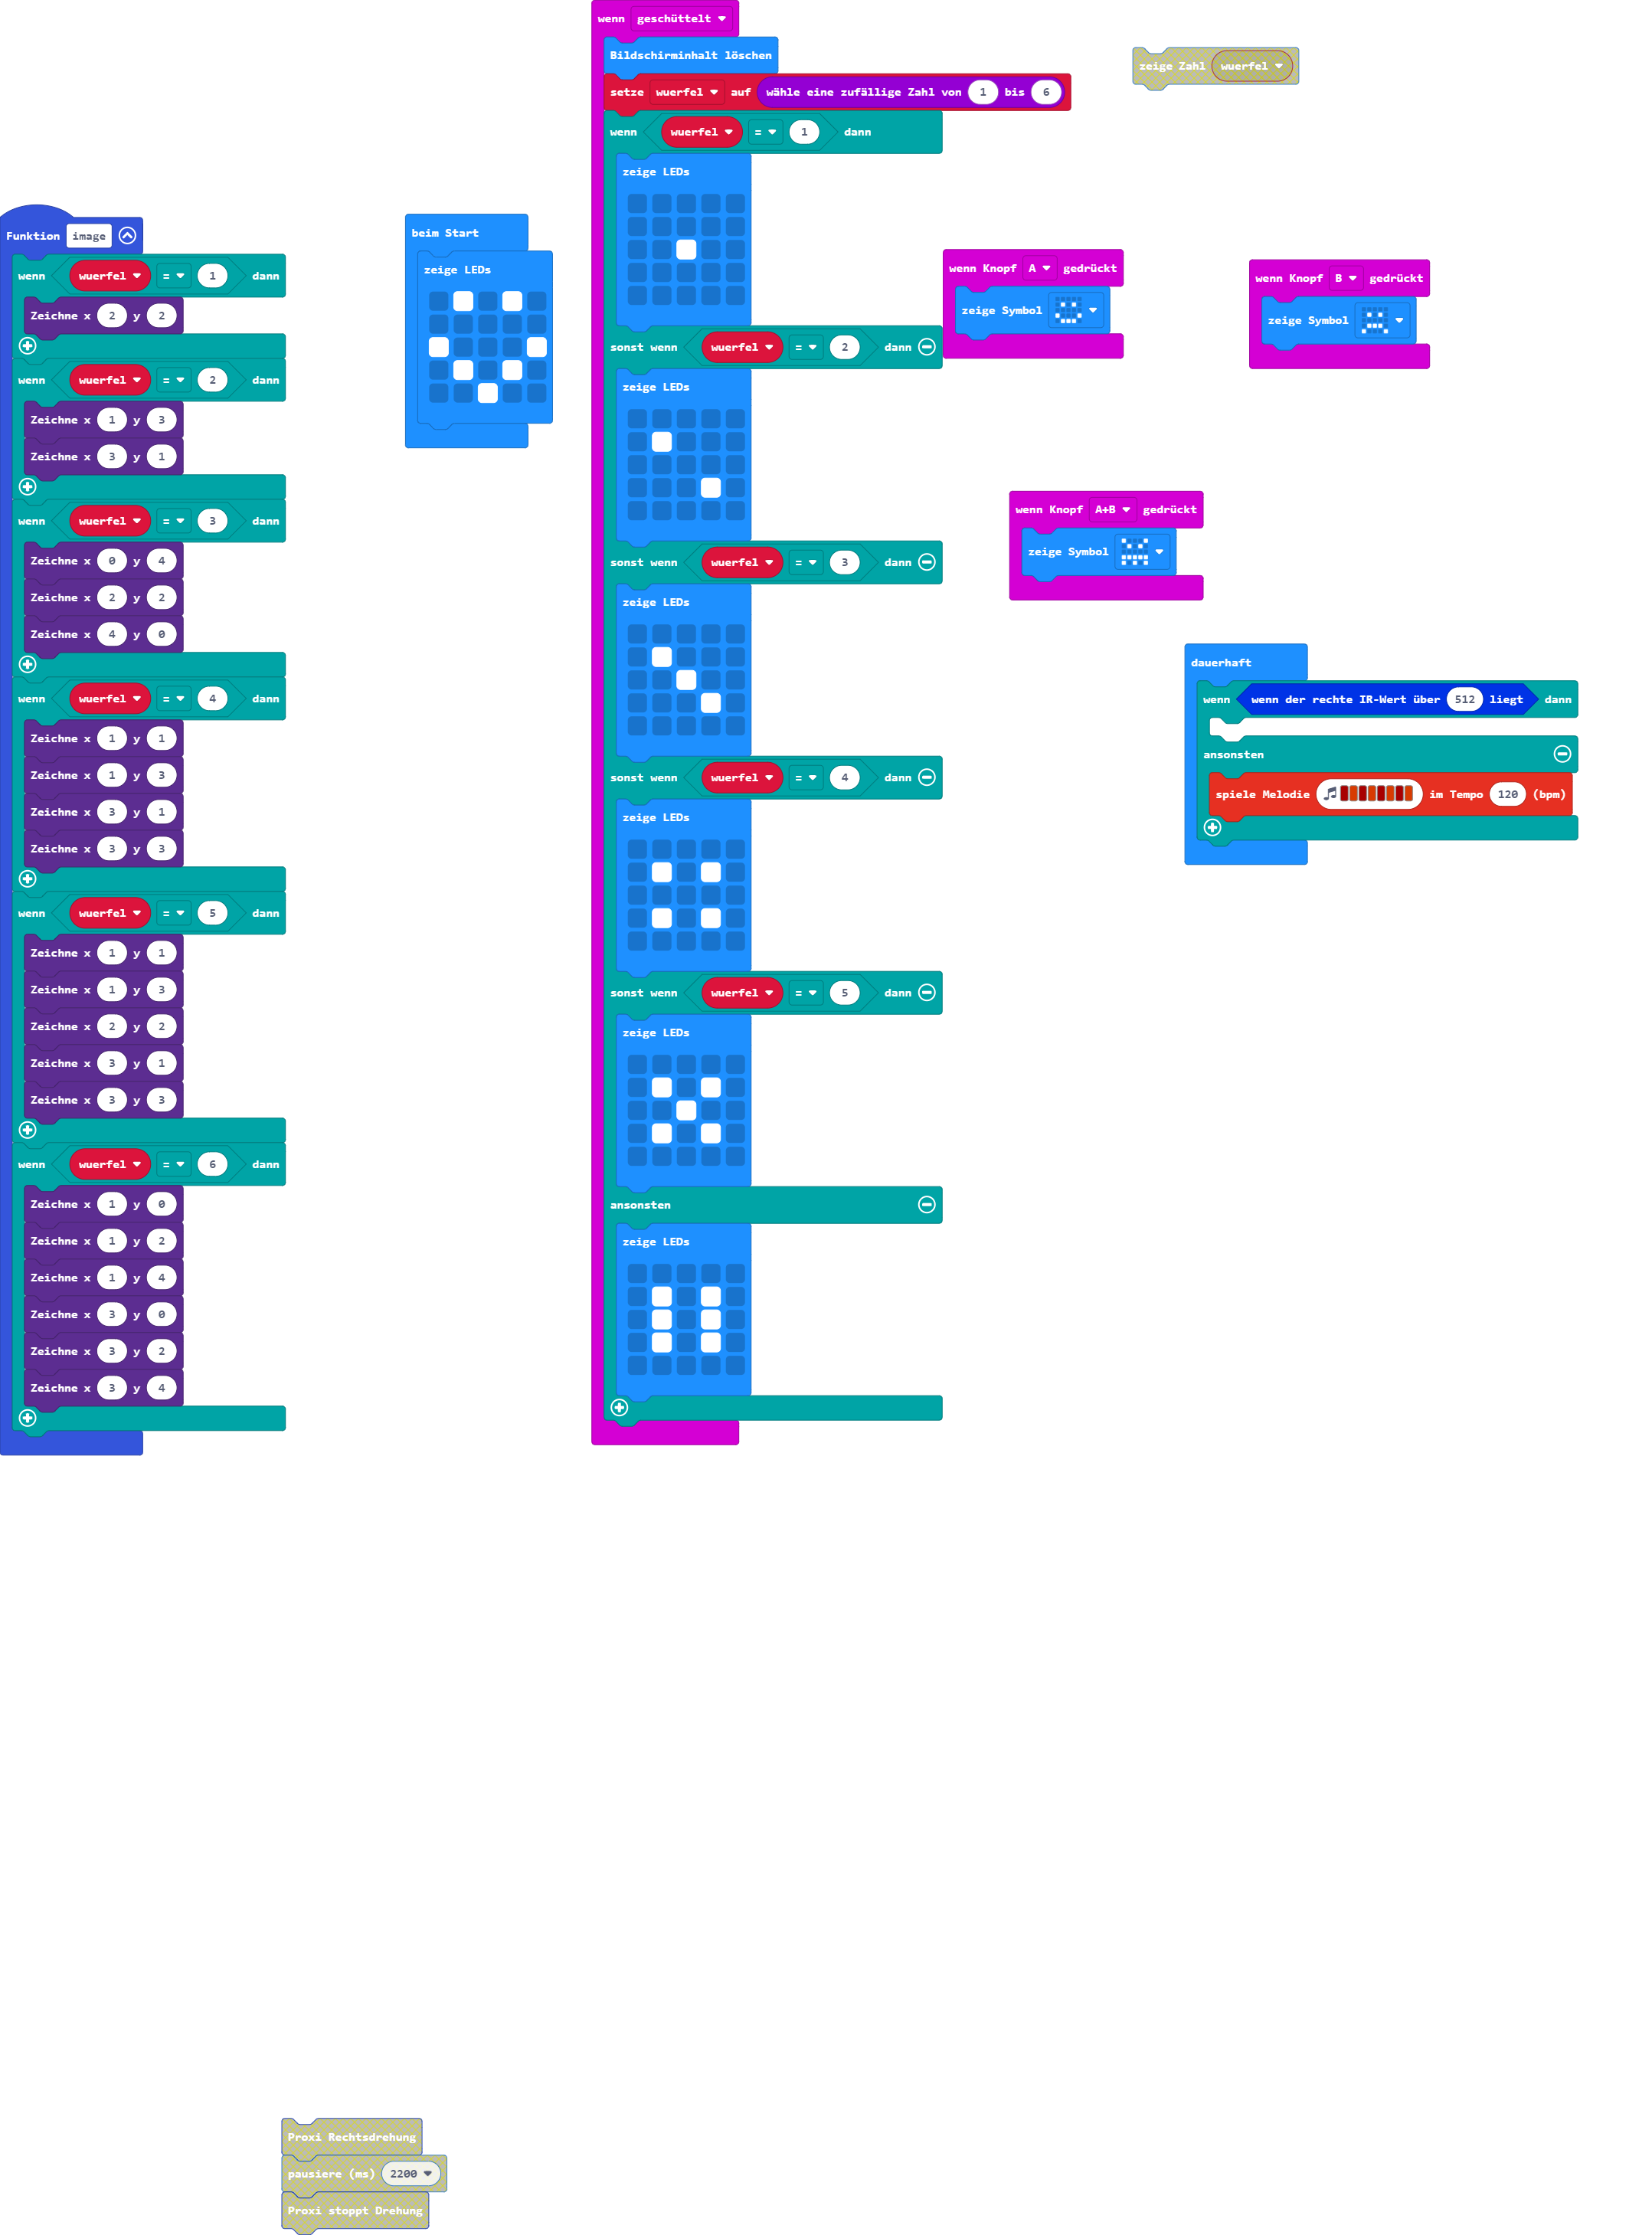 Funktion image
wenn wuerfel = 1 dann
Zeichne x 2 y 2
wenn wuerfel = 2 dann
Zeichne x 1 y 3
Zeichne x 3 y 1
wenn wuerfel = 3 dann
Zeichne x 0 y 4
Zeichne x 2 y 2
Zeichne x 4 y 0
wenn wuerfel = 4 dann
Zeichne x 1 y 1
Zeichne x 1 y 3
Zeichne x 3 y 1
Zeichne x 3 y 3
wenn wuerfel = 5 dann
Zeichne x 1 y 1
Zeichne x 1 y 3
Zeichne x 2 y 2
Zeichne x 3 y 1
Zeichne x 3 y 3
wenn wuerfel = 6 dann
Zeichne x 1 y 0
Zeichne x 1 y 2
Zeichne x 1 y 4
Zeichne x 3 y 0
Zeichne x 3 y 2
Zeichne x 3 y 4
beim Start
zeige LEDs
wenn geschüttelt
Bildschirminhalt löschen
setze wuerfel auf wähle eine zufällige Zahl von 1 bis 6
wenn wuerfel = 1 dann
zeige LEDs
sonst wenn wuerfel = 2 dann
zeige LEDs
sonst wenn wuerfel = 3 dann
zeige LEDs
sonst wenn wuerfel = 4 dann
zeige LEDs
sonst wenn wuerfel = 5 dann
zeige LEDs
ansonsten
zeige LEDs
zeige Zahl wuerfel
wenn Knopf A gedrückt
zeige Symbol
wenn Knopf B gedrückt
zeige Symbol
wenn Knopf A+B gedrückt
zeige Symbol
dauerhaft
wenn wenn der rechte IR-Wert über 512 liegt dann
ansonsten
spiele Melodie im Tempo 120 (bpm)
Proxi Rechtsdrehung
pausiere (ms) 2200
Proxi stoppt Drehung